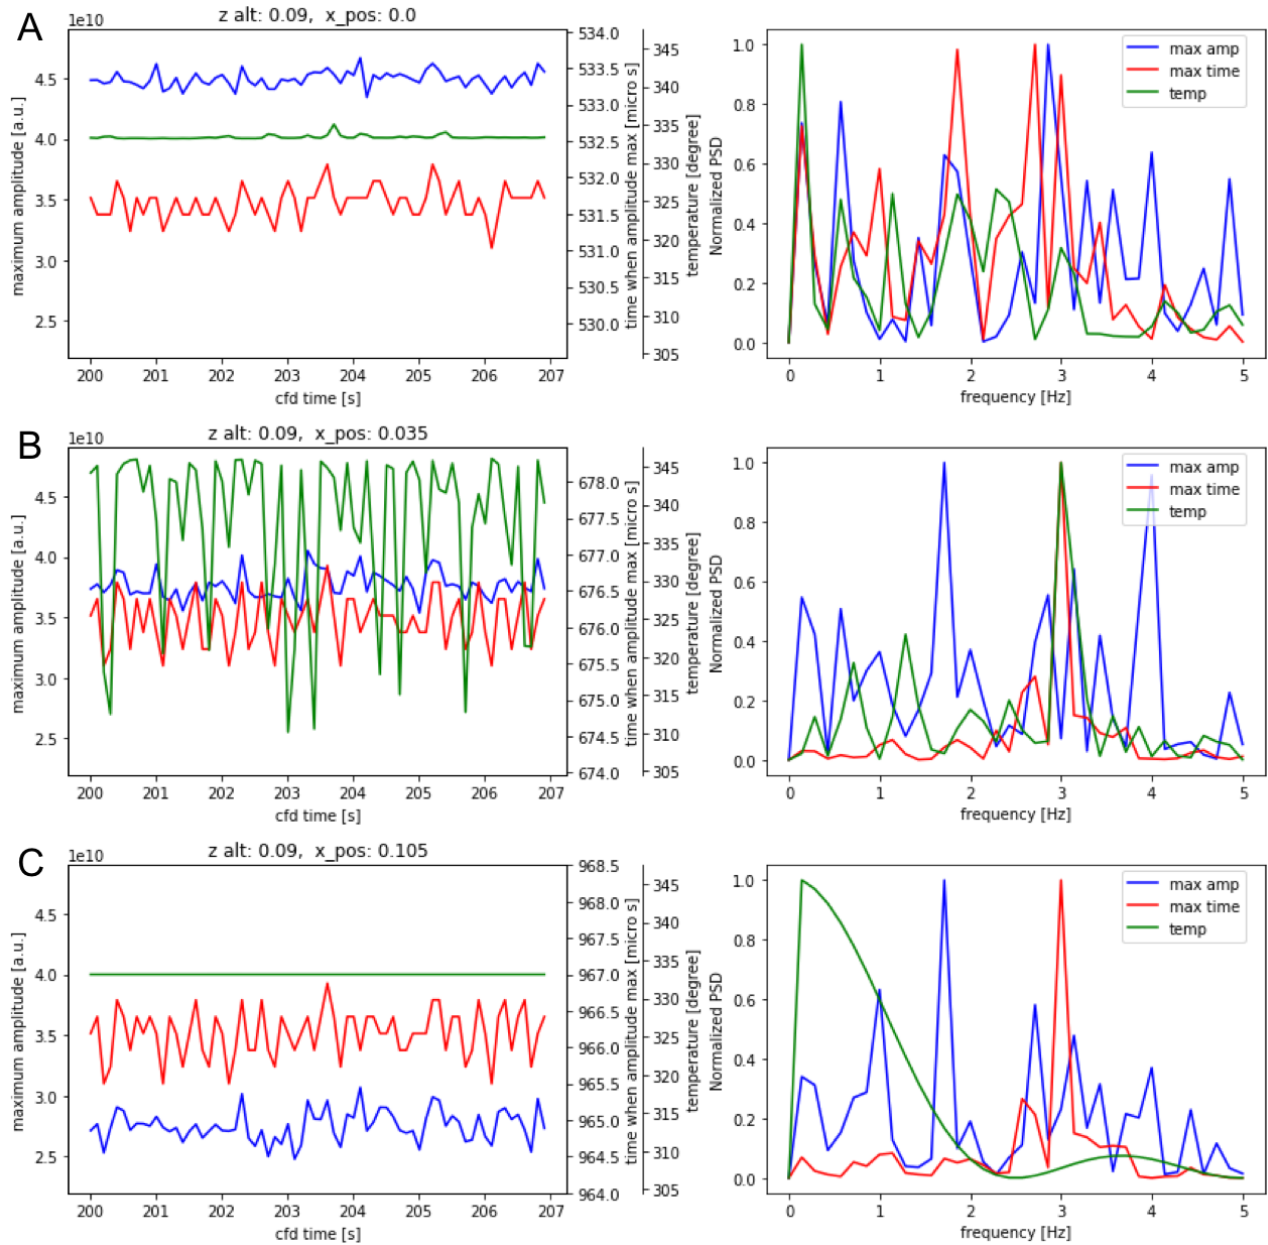 A
z alt: 0.09, x_pos: 0.0
1e10
4.5
4.0
3.5
3.0
2.5
maximum amplitude [a.u.]
200 201 202 203 204 205 206 207
cfd time [s]
534.0
533.5
533.0
532.5
532.0
531.5
531.0
530.5
530.0
time when amplitude max [micro s]
345
340
335
330
325
320
315
310
305
temperature [degree]
1.0
0.8
0.6
0.4
0.2
0.0
Normalized PSD
max amp
max time
temp
0 1 2 3 4 5
frequency [Hz]
B
z alt: 0.09, x_pos: 0.035
1e10
4.5
4.0
3.5
3.0
2.5
maximum amplitude [a.u.]
200 201 202 203 204 205 206 207
cfd time [s]
678.0
677.5
677.0
676.5
676.0
675.5
675.0
674.5
674.0
time when amplitude max [micro s]
345
340
335
330
325
320
315
310
305
temperature [degree]
1.0
0.8
0.6
0.4
0.2
0.0
Normalized PSD
max amp
max time
temp
0 1 2 3 4 5
frequency [Hz]
C
z alt: 0.09, x_pos: 0.105
1e10
4.5
4.0
3.5
3.0
2.5
maximum amplitude [a.u.]
200 201 202 203 204 205 206 207
cfd time [s]
968.5
968.0
967.5
967.0
966.5
966.0
965.5
965.0
964.5
964.0
time when amplitude max [micro s]
345
340
335
330
325
320
315
310
305
temperature [degree]
1.0
0.8
0.6
0.4
0.2
0.0
Normalized PSD
max amp
max time
temp
0 1 2 3 4 5
frequency [Hz]